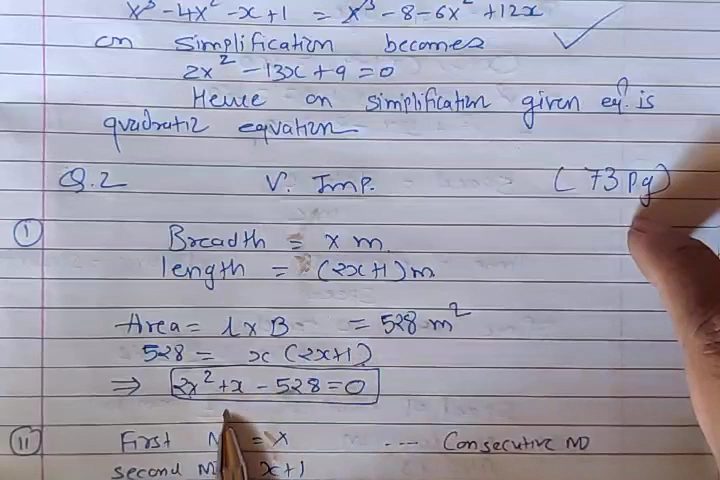 x³ - 4x² - x + 1 = x³ - 8 - 6x² + 12x
on simplification becomes
2x² - 13x + 9 = 0
Hence on simplification given eqn. is
quadratic equation
Q.2 V. Imp. (73 pg)
(i) Breadth = x m.
length = (2x+1) m
Area = l x B = 528 m²
528 = x (2x+1)
⇒ 2x² + x - 528 = 0
(ii) First N = x --- Consecutive NO
second N x+1